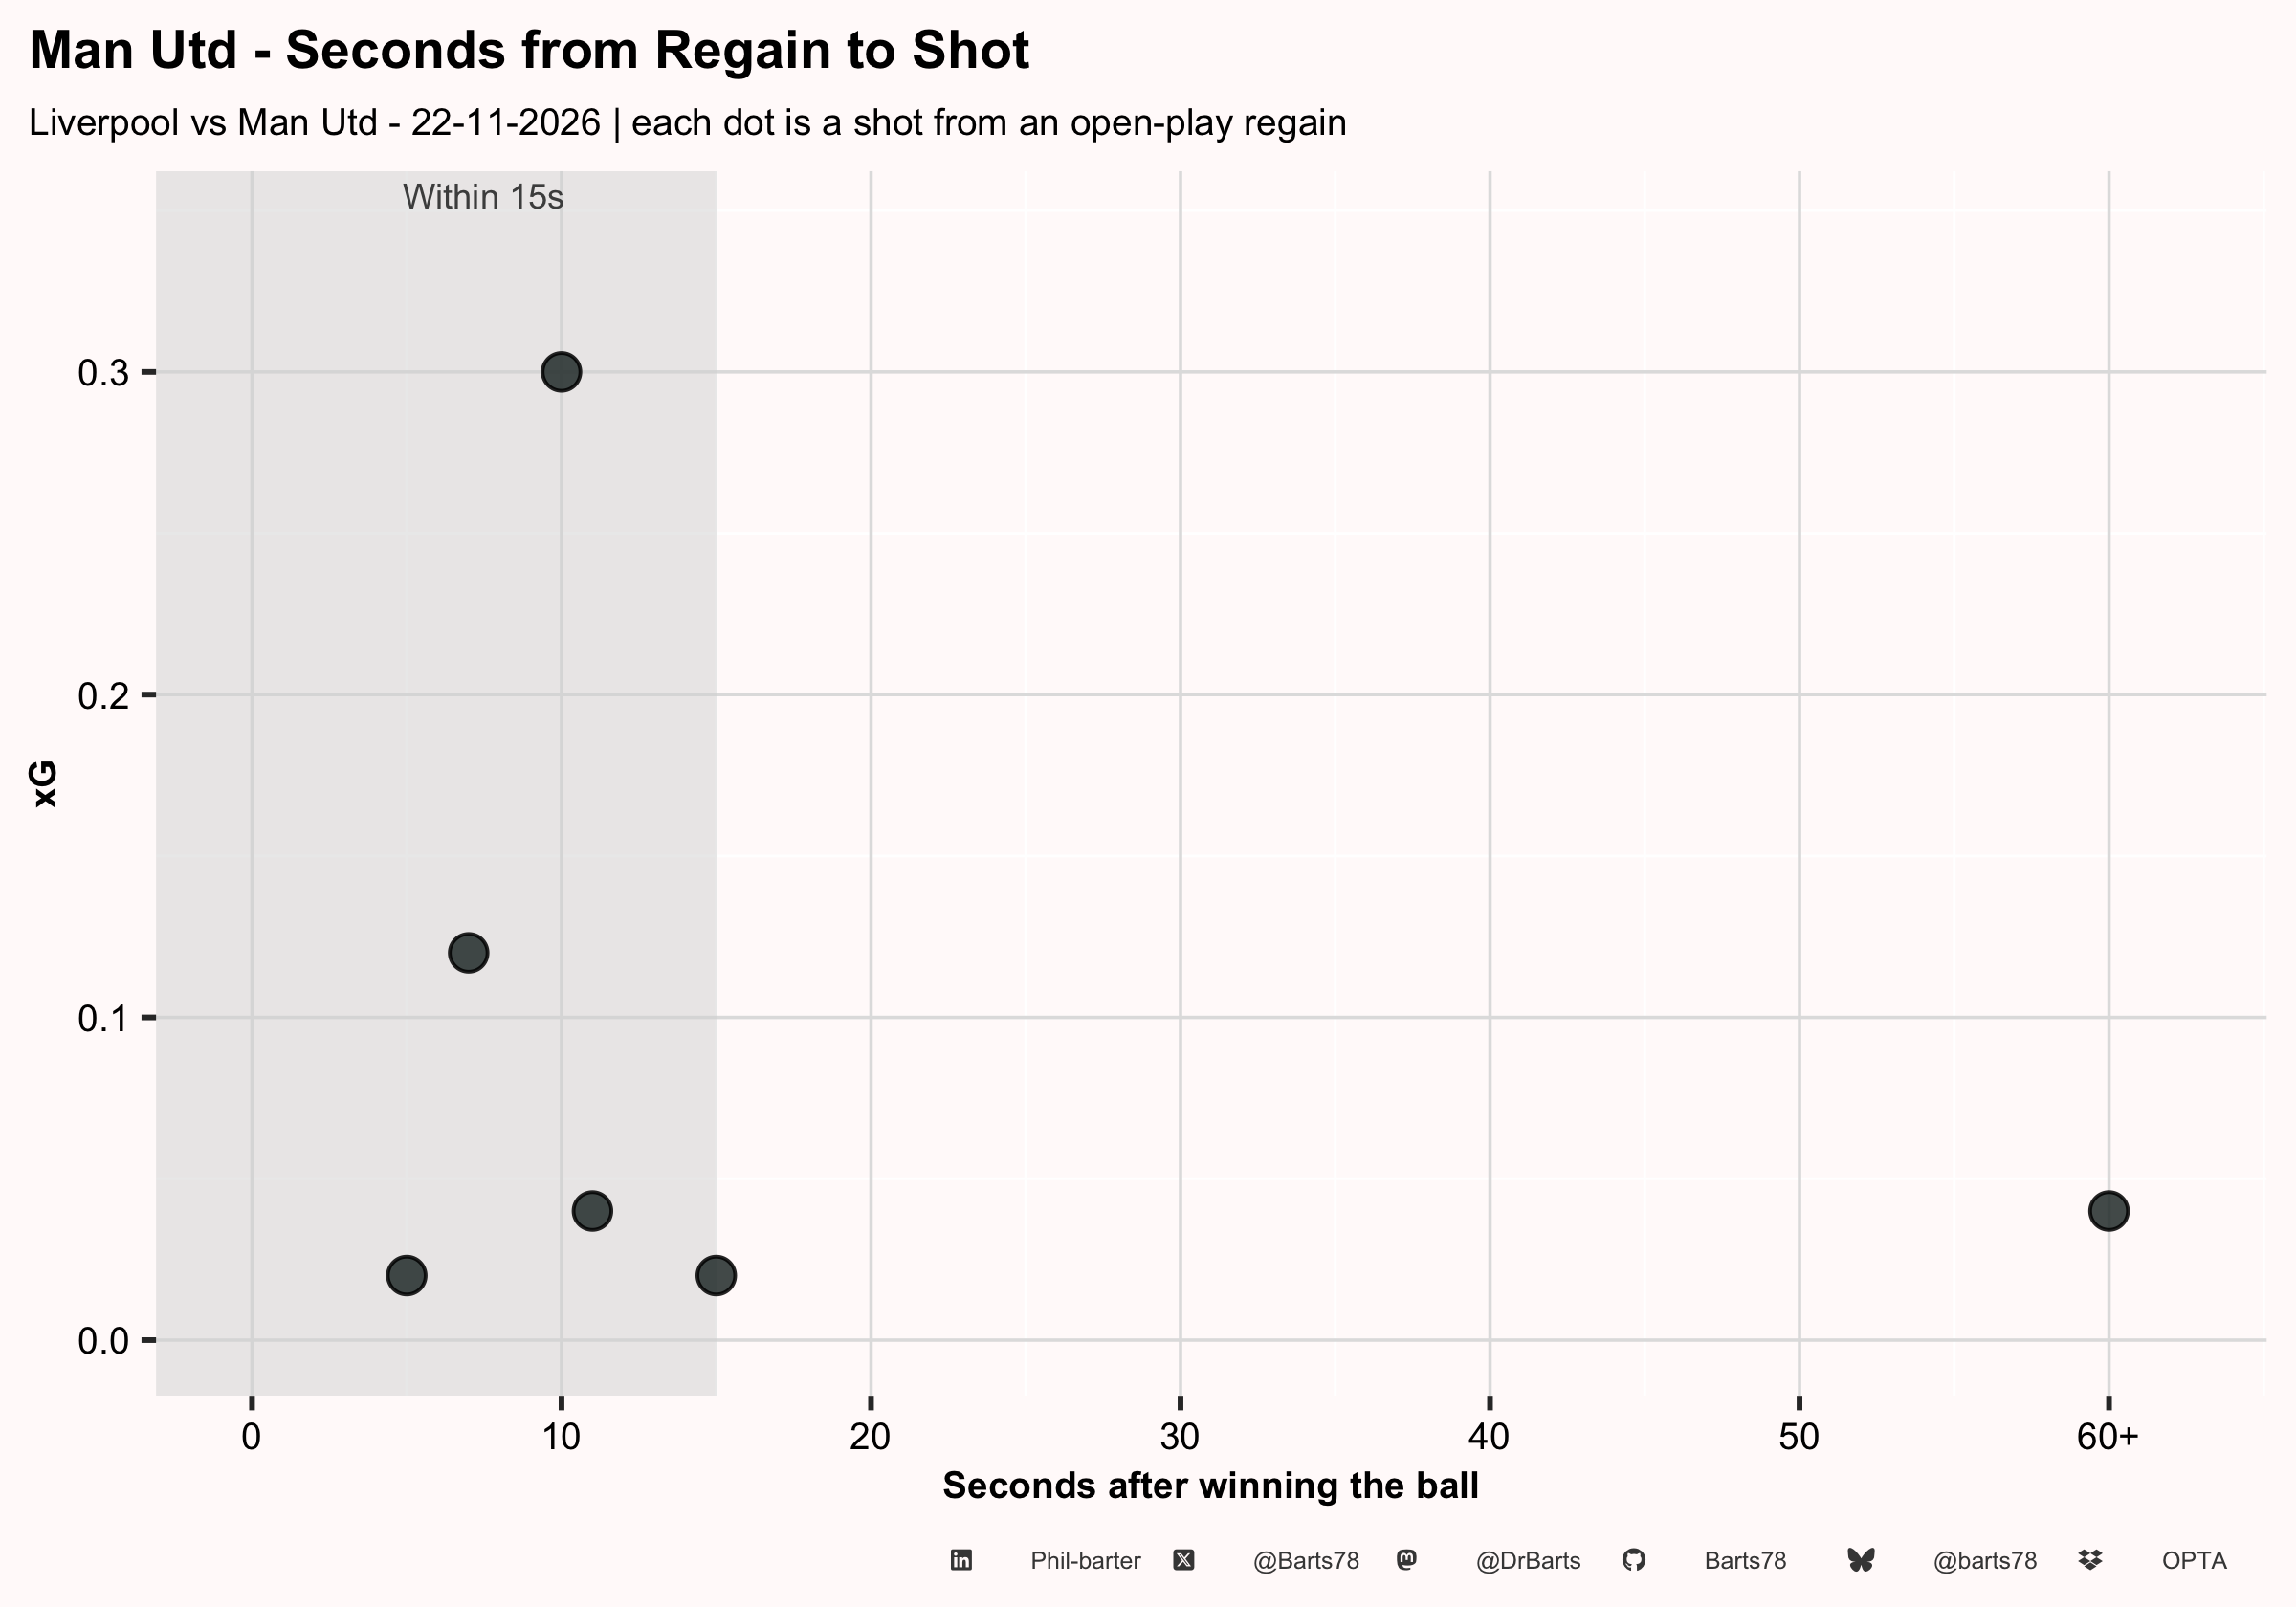 Man Utd - Seconds from Regain to Shot
Liverpool vs Man Utd - 22-11-2026 | each dot is a shot from an open-play regain
Within 15s
0.3
0.2
0.1
0.0
xG
0 10 20 30 40 50 60+
Seconds after winning the ball
Phil-barter @Barts78 @DrBarts Barts78 @barts78 OPTA